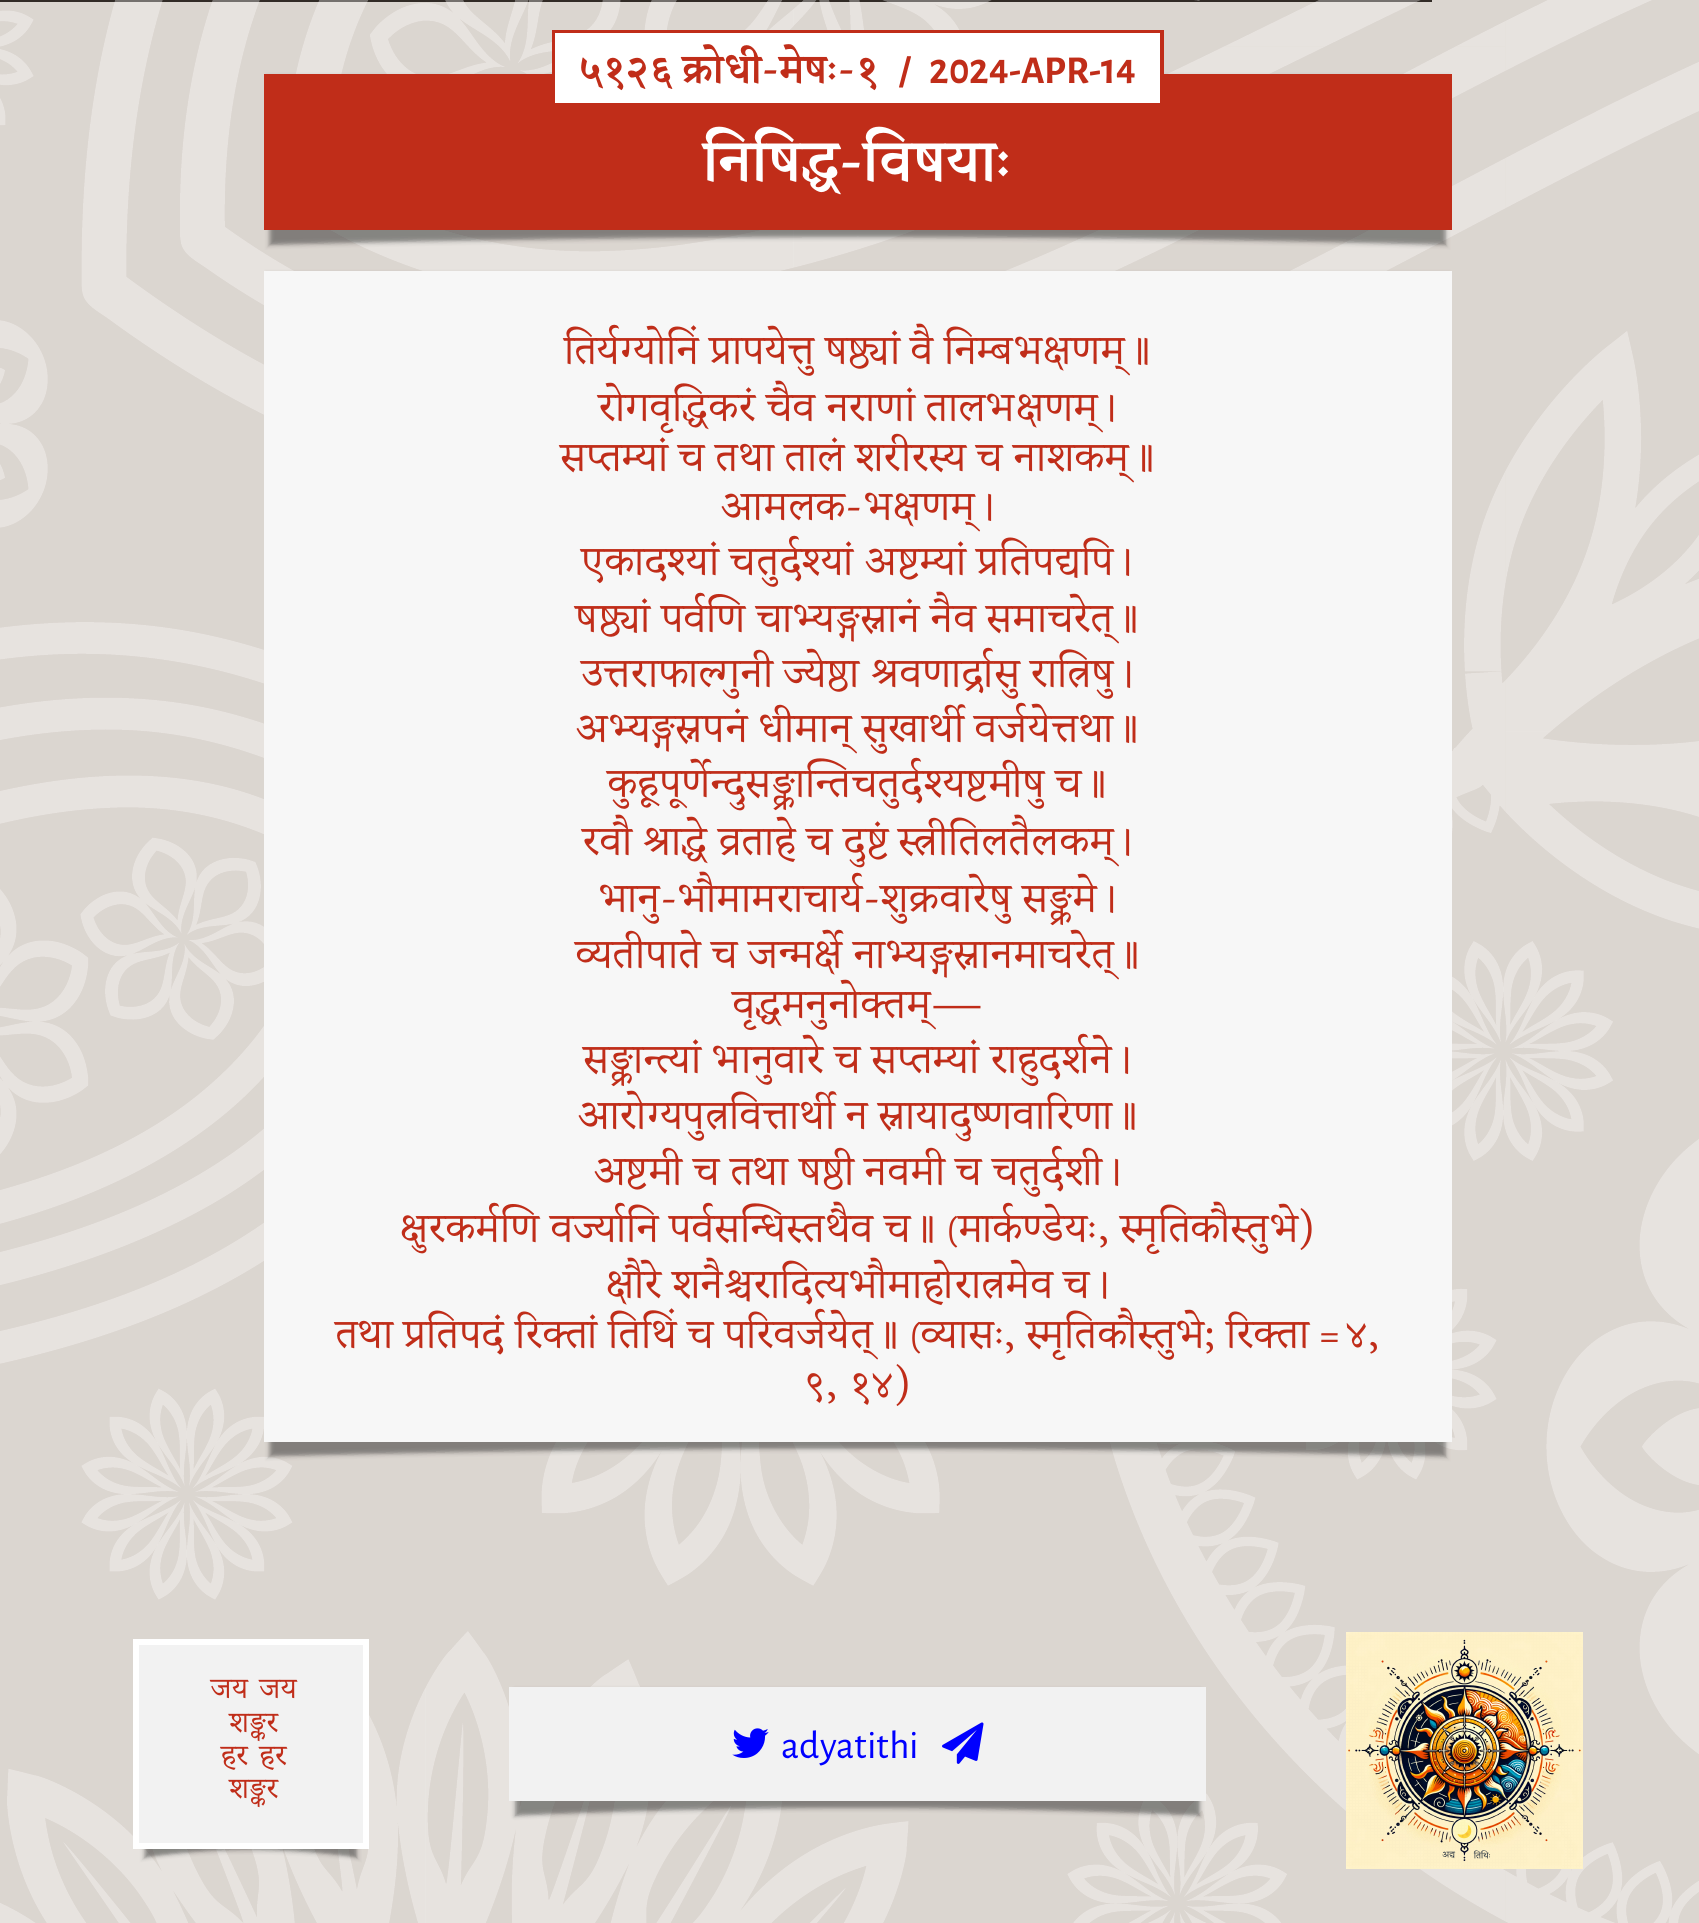 ५१२६ क्रोधी-मेषः-१ / 2024-APR-14
निषिद्ध-विषयाः
तिर्यग्योनिं प्रापयेत्तु षष्ठ्यां वै निम्बभक्षणम्॥
रोगवृद्धिकरं चैव नराणां तालभक्षणम्।
सप्तम्यां च तथा तालं शरीरस्य च नाशकम्॥
आमलक-भक्षणम्।
एकादश्यां चतुर्दश्यां अष्टम्यां प्रतिपद्यपि।
षष्ठ्यां पर्वणि चाभ्यङ्गस्नानं नैव समाचरेत्॥
उत्तराफाल्गुनी ज्येष्ठा श्रवणार्द्रासु रात्रिषु।
अभ्यङ्गस्नपनं धीमान् सुखार्थी वर्जयेत्तथा॥
कुहूपूर्णेन्दुसङ्क्रान्तिचतुर्दश्यष्टमीषु च॥
रवौ श्राद्धे व्रताहे च दुष्टं स्त्रीतिलतैलकम्।
भानु-भौमामराचार्य-शुक्रवारेषु सङ्क्रमे।
व्यतीपाते च जन्मर्क्षे नाभ्यङ्गस्नानमाचरेत्॥
वृद्धमनुनोक्तम्—
सङ्क्रान्त्यां भानुवारे च सप्तम्यां राहुदर्शने।
आरोग्यपुत्रवित्तार्थी न स्नायादुष्णवारिणा॥
अष्टमी च तथा षष्ठी नवमी च चतुर्दशी।
क्षुरकर्मणि वर्ज्यानि पर्वसन्धिस्तथैव च॥ (मार्कण्डेयः, स्मृतिकौस्तुभे)
क्षौरे शनैश्चरादित्यभौमाहोरात्रमेव च।
तथा प्रतिपदं रिक्तां तिथिं च परिवर्जयेत्॥ (व्यासः, स्मृतिकौस्तुभे; रिक्ता = ४,
९, १४)
जय जय
शङ्कर
हर हर
शङ्कर
adyatithi
अद्य तिथिः